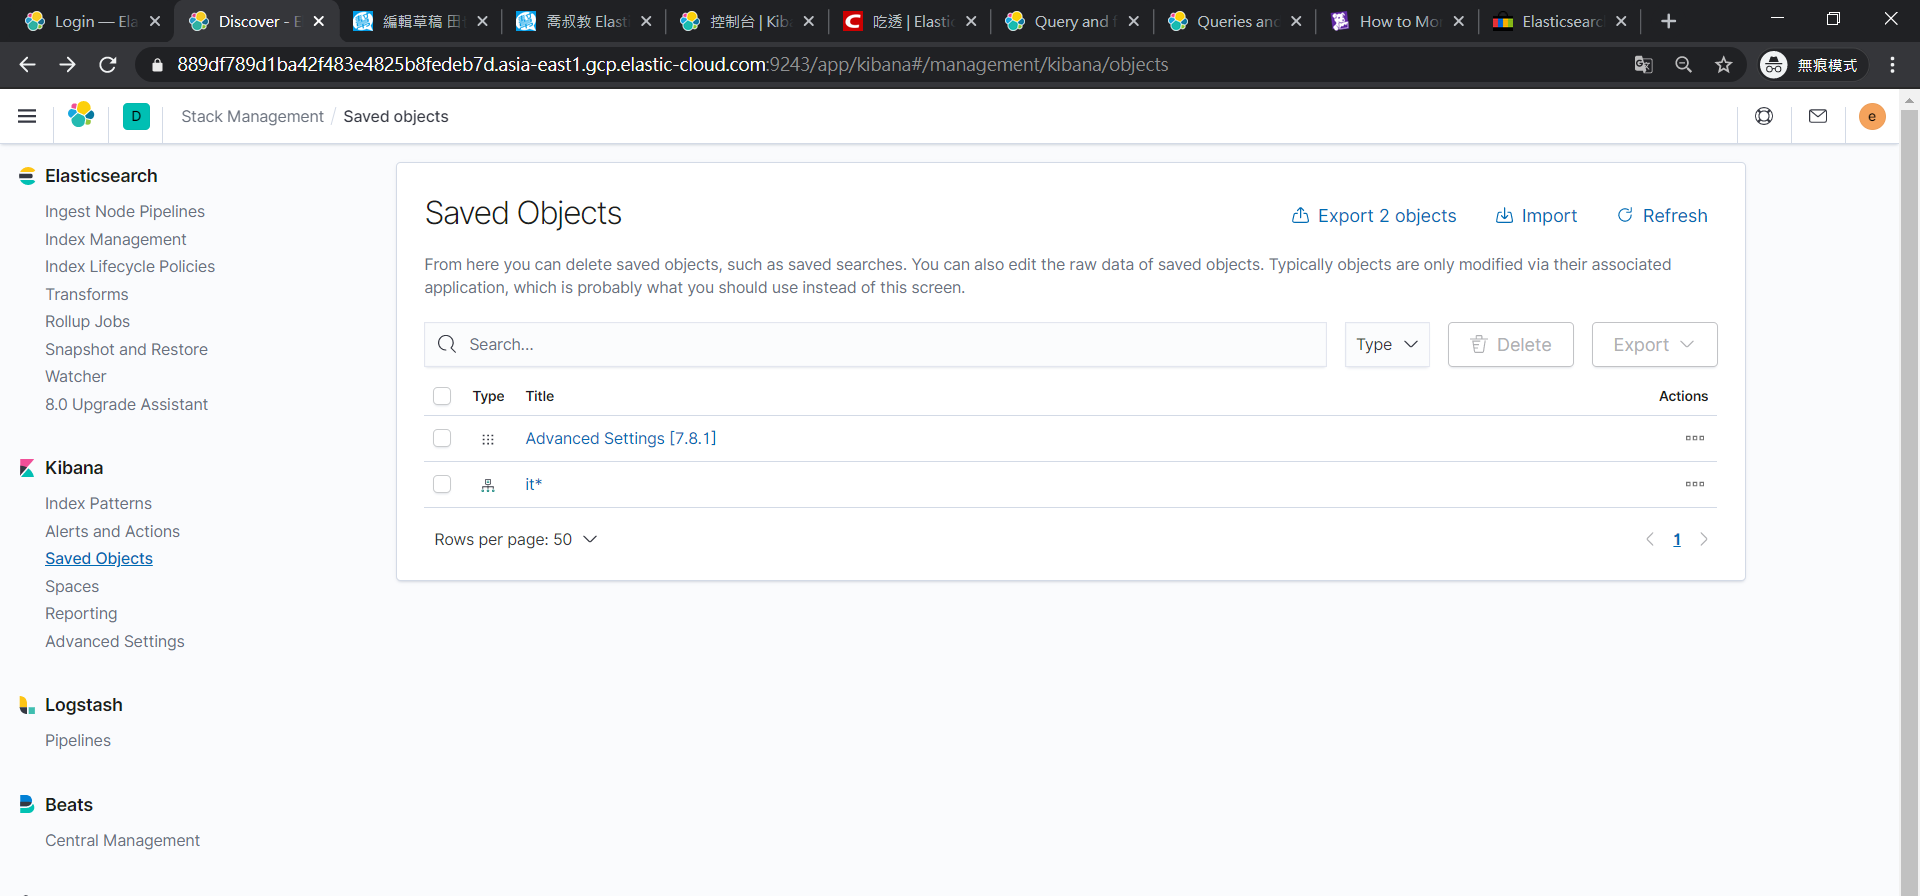 Login — Ela
Discover - E
編輯草稿 田
喬叔教 Elast
控制台 | Kiba
吃透 | Elastic
Query and f
Queries and
How to Mo
Elasticsearc
889df789d1ba42f483e4825b8fedeb7d.asia-east1.gcp.elastic-cloud.com:9243/app/kibana#/management/kibana/objects
無痕模式
D
Stack Management / Saved objects
e
Elasticsearch
Ingest Node Pipelines
Index Management
Index Lifecycle Policies
Transforms
Rollup Jobs
Snapshot and Restore
Watcher
8.0 Upgrade Assistant
Kibana
Index Patterns
Alerts and Actions
Saved Objects
Spaces
Reporting
Advanced Settings
Logstash
Pipelines
Beats
Central Management
Saved Objects
Export 2 objects
Import
Refresh
From here you can delete saved objects, such as saved searches. You can also edit the raw data of saved objects. Typically objects are only modified via their associated
application, which is probably what you should use instead of this screen.
Search...
Type
Delete
Export
Type Title Actions
Advanced Settings [7.8.1]
it*
Rows per page: 50
1